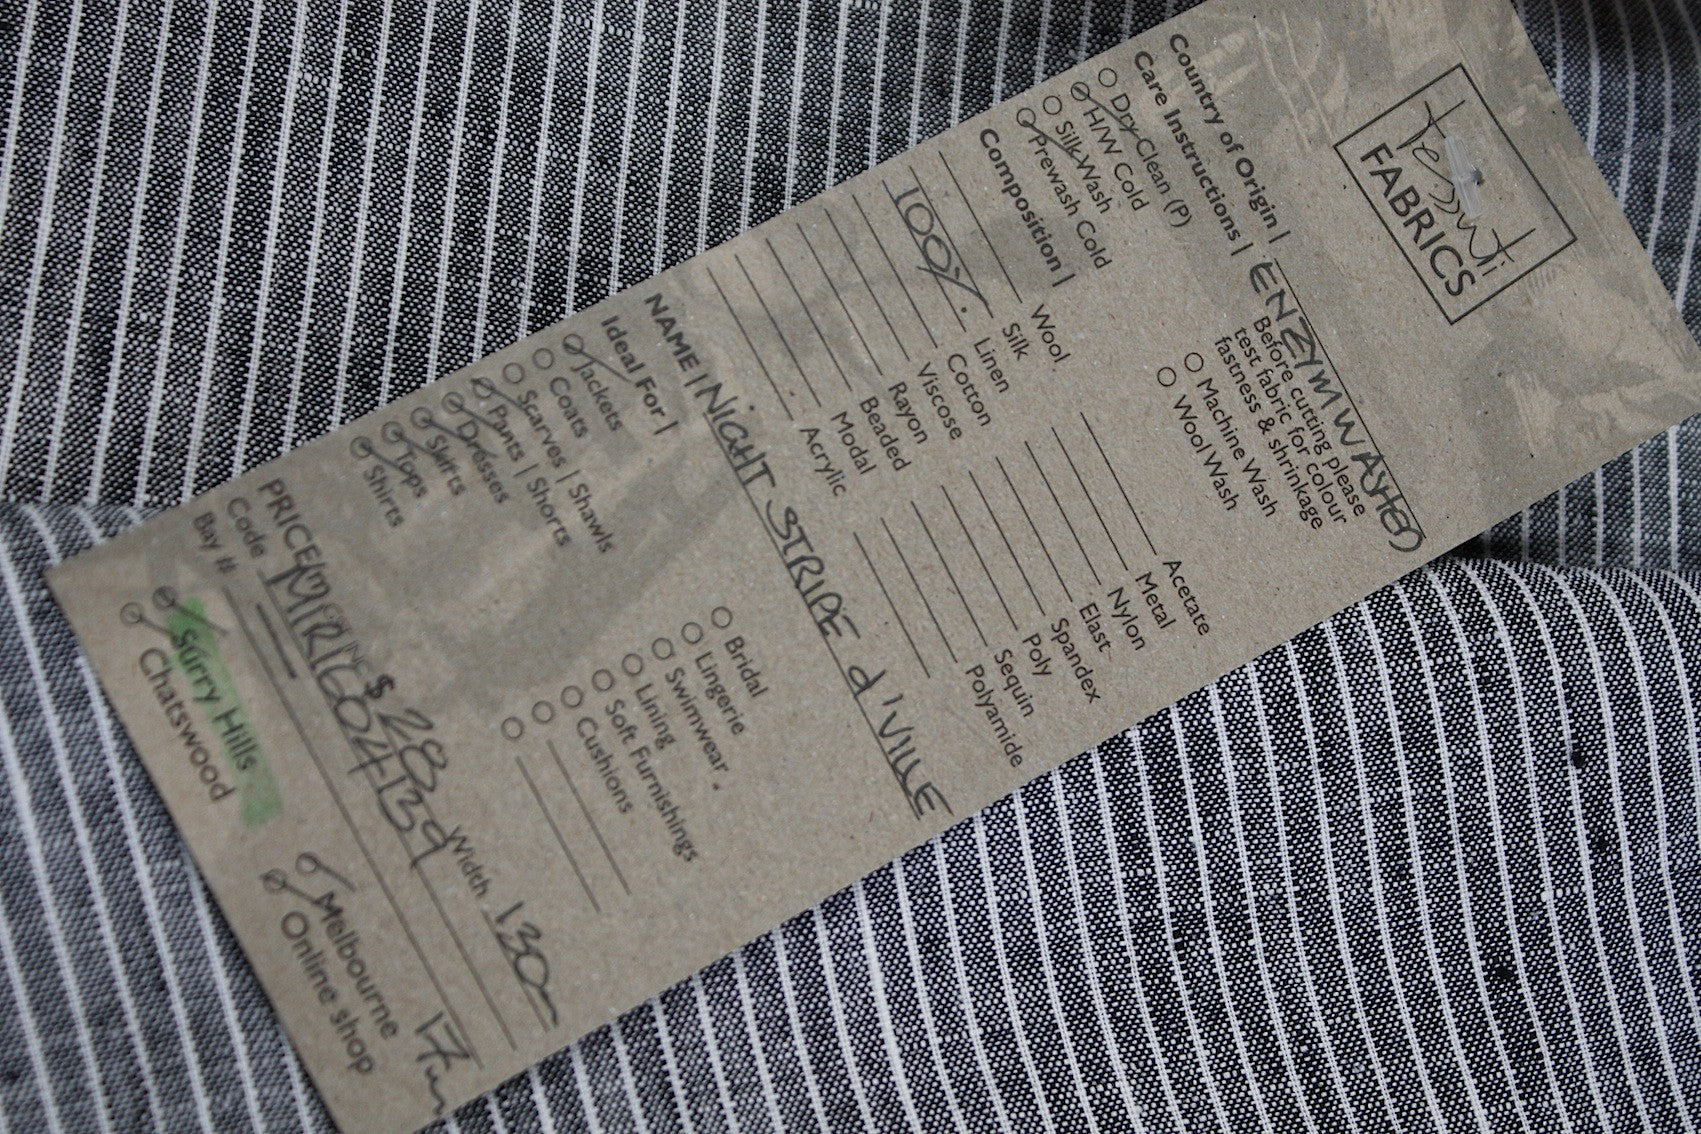 Tessuti
FABRICS
Country of Origin | ENZYMWASHED
Care Instructions | Before cutting please
test fabric for colour
fastness & shrinkage
Dry Clean (P)
H/W Cold
Silk Wash
Prewash Cold
Machine Wash
Wool Wash
Composition |
Wool
Silk
100% Linen
Cotton
Viscose
Rayon
Beaded
Modal
Acrylic
Acetate
Metal
Nylon
Elast
Spandex
Poly
Sequin
Polyamide
NAME | NIGHT STRIPE d'VILLE
Ideal For |
Jackets
Coats
Scarves | Shawls
Pants | Shorts
Dresses
Skirts
Tops
Shirts
Bridal
Lingerie
Swimwear
Lining
Soft Furnishings
Cushions
PRICE $28 Width 130
Code MIRI604139
Bay #
Surry Hills
Chatswood
Melbourne 17m
Online shop